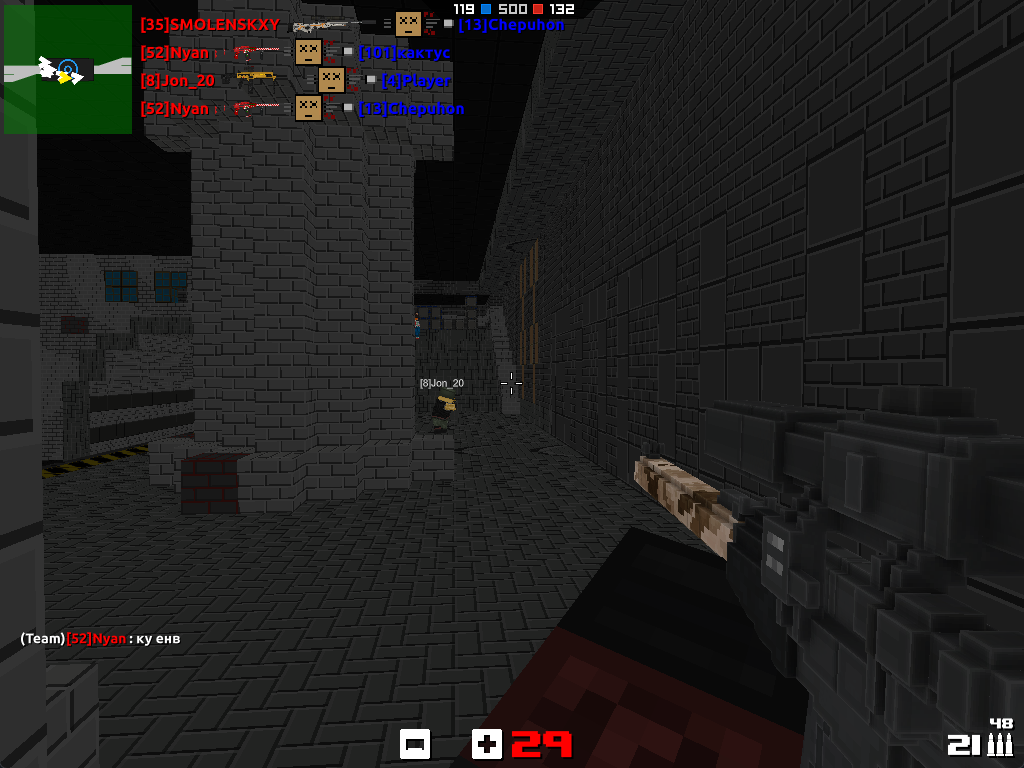 119 500 132
[35]SMOLENSKXY [13]Chepuhon
[52]Nyan [101]кактус
[8]Jon_20 [4]Player
[52]Nyan [13]Chepuhon
[8]Jon_20
(Team)[52]Nyan : ку енв
29
48
21